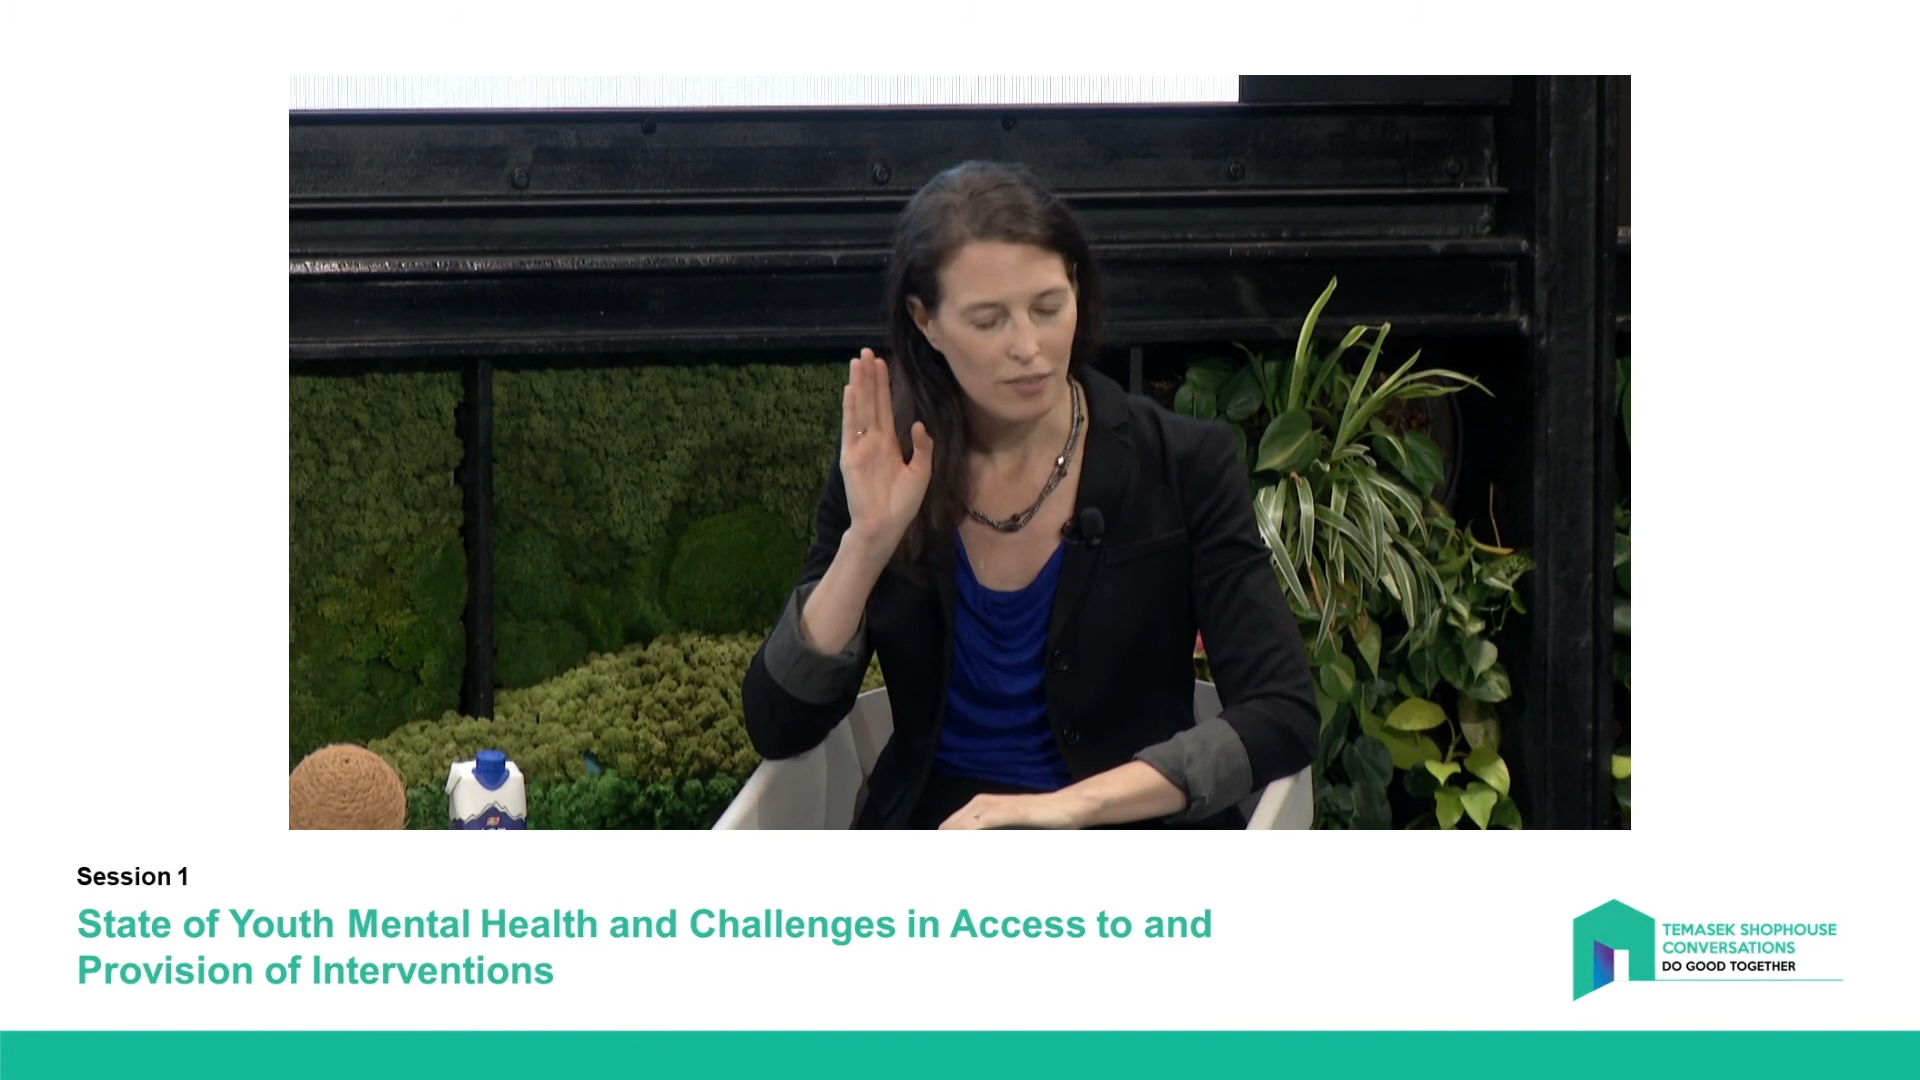 Session 1
State of Youth Mental Health and Challenges in Access to and
Provision of Interventions
TEMASEK SHOPHOUSE
CONVERSATIONS
DO GOOD TOGETHER